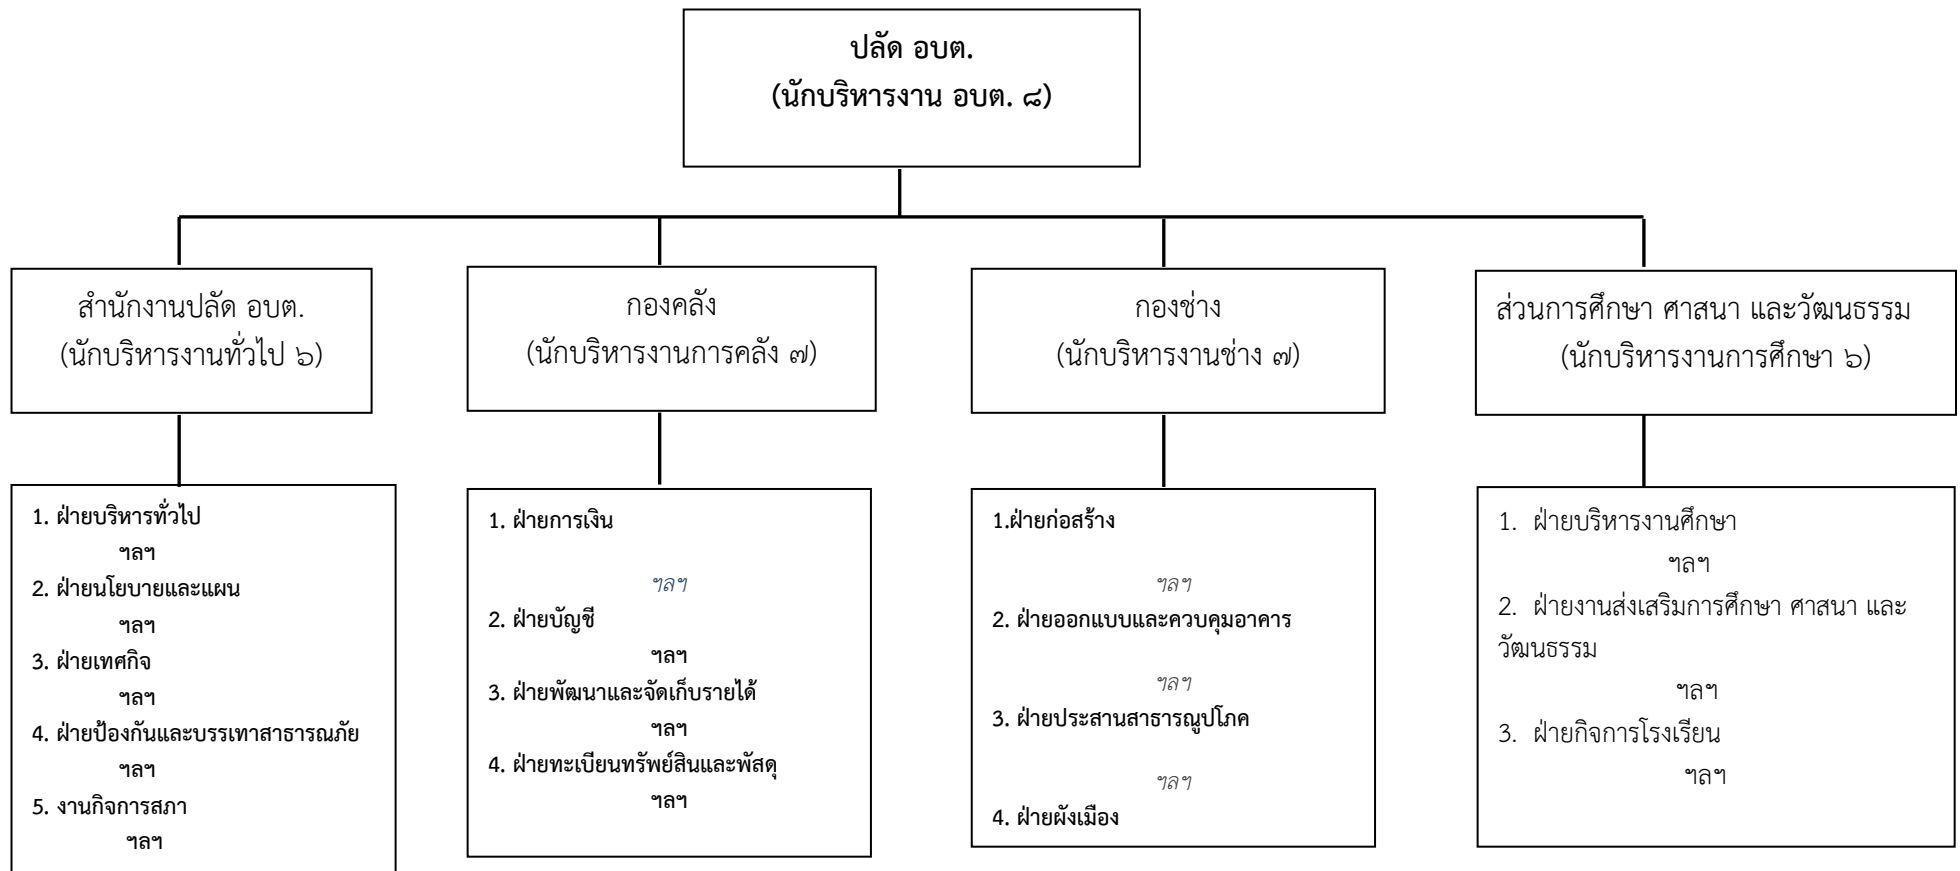 ปลัด อบต.
(นักบริหารงาน อบต. ๘)
สำนักงานปลัด อบต.
(นักบริหารงานทั่วไป ๖)
กองคลัง
(นักบริหารงานการคลัง ๗)
กองช่าง
(นักบริหารงานช่าง ๗)
ส่วนการศึกษา ศาสนา และวัฒนธรรม
(นักบริหารงานการศึกษา ๖)
1. ฝ่ายบริหารทั่วไป
ฯลฯ
2. ฝ่ายนโยบายและแผน
ฯลฯ
3. ฝ่ายเทศกิจ
ฯลฯ
4. ฝ่ายป้องกันและบรรเทาสาธารณภัย
ฯลฯ
5. งานกิจการสภา
ฯลฯ
1. ฝ่ายการเงิน
ฯลฯ
2. ฝ่ายบัญชี
ฯลฯ
3. ฝ่ายพัฒนาและจัดเก็บรายได้
ฯลฯ
4. ฝ่ายทะเบียนทรัพย์สินและพัสดุ
ฯลฯ
1.ฝ่ายก่อสร้าง
ฯลฯ
2. ฝ่ายออกแบบและควบคุมอาคาร
ฯลฯ
3. ฝ่ายประสานสาธารณูปโภค
ฯลฯ
4. ฝ่ายผังเมือง
1. ฝ่ายบริหารงานศึกษา
ฯลฯ
2. ฝ่ายงานส่งเสริมการศึกษา ศาสนา และ
วัฒนธรรม
ฯลฯ
3. ฝ่ายกิจการโรงเรียน
ฯลฯ